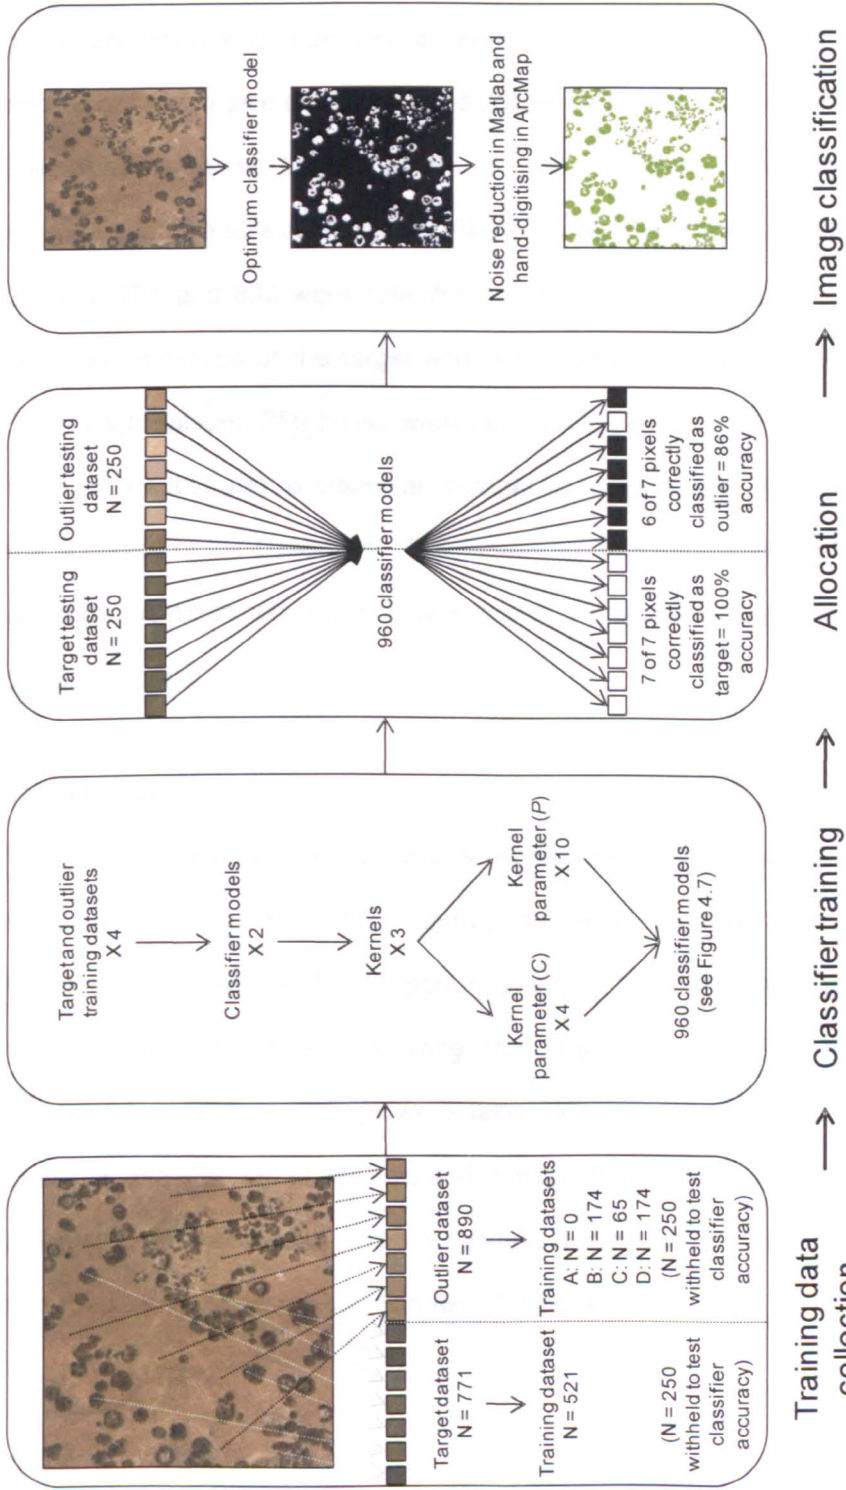 Target dataset
N = 771
Training dataset
N = 521
(N = 250
withheld to test
classifier
accuracy)
Outlier dataset
N = 890
Training datasets
A: N = 0
B: N = 174
C: N = 65
D: N = 174
(N = 250
withheld to test
classifier
accuracy)
Training data
collection
Target and outlier
training datasets
X 4
Classifier models
X 2
Kernels
X 3
Kernel
parameter (C)
X 4
Kernel
parameter (P)
X 10
960 classifier models
(see Figure 4.7)
Classifier training
Target testing
dataset
N = 250
Outlier testing
dataset
N = 250
960 classifier models
7 of 7 pixels
correctly
classified as
target = 100%
accuracy
6 of 7 pixels
correctly
classified as
outlier = 86%
accuracy
Allocation
Optimum classifier model
Noise reduction in Matlab and
hand-digitising in ArcMap
Image classification